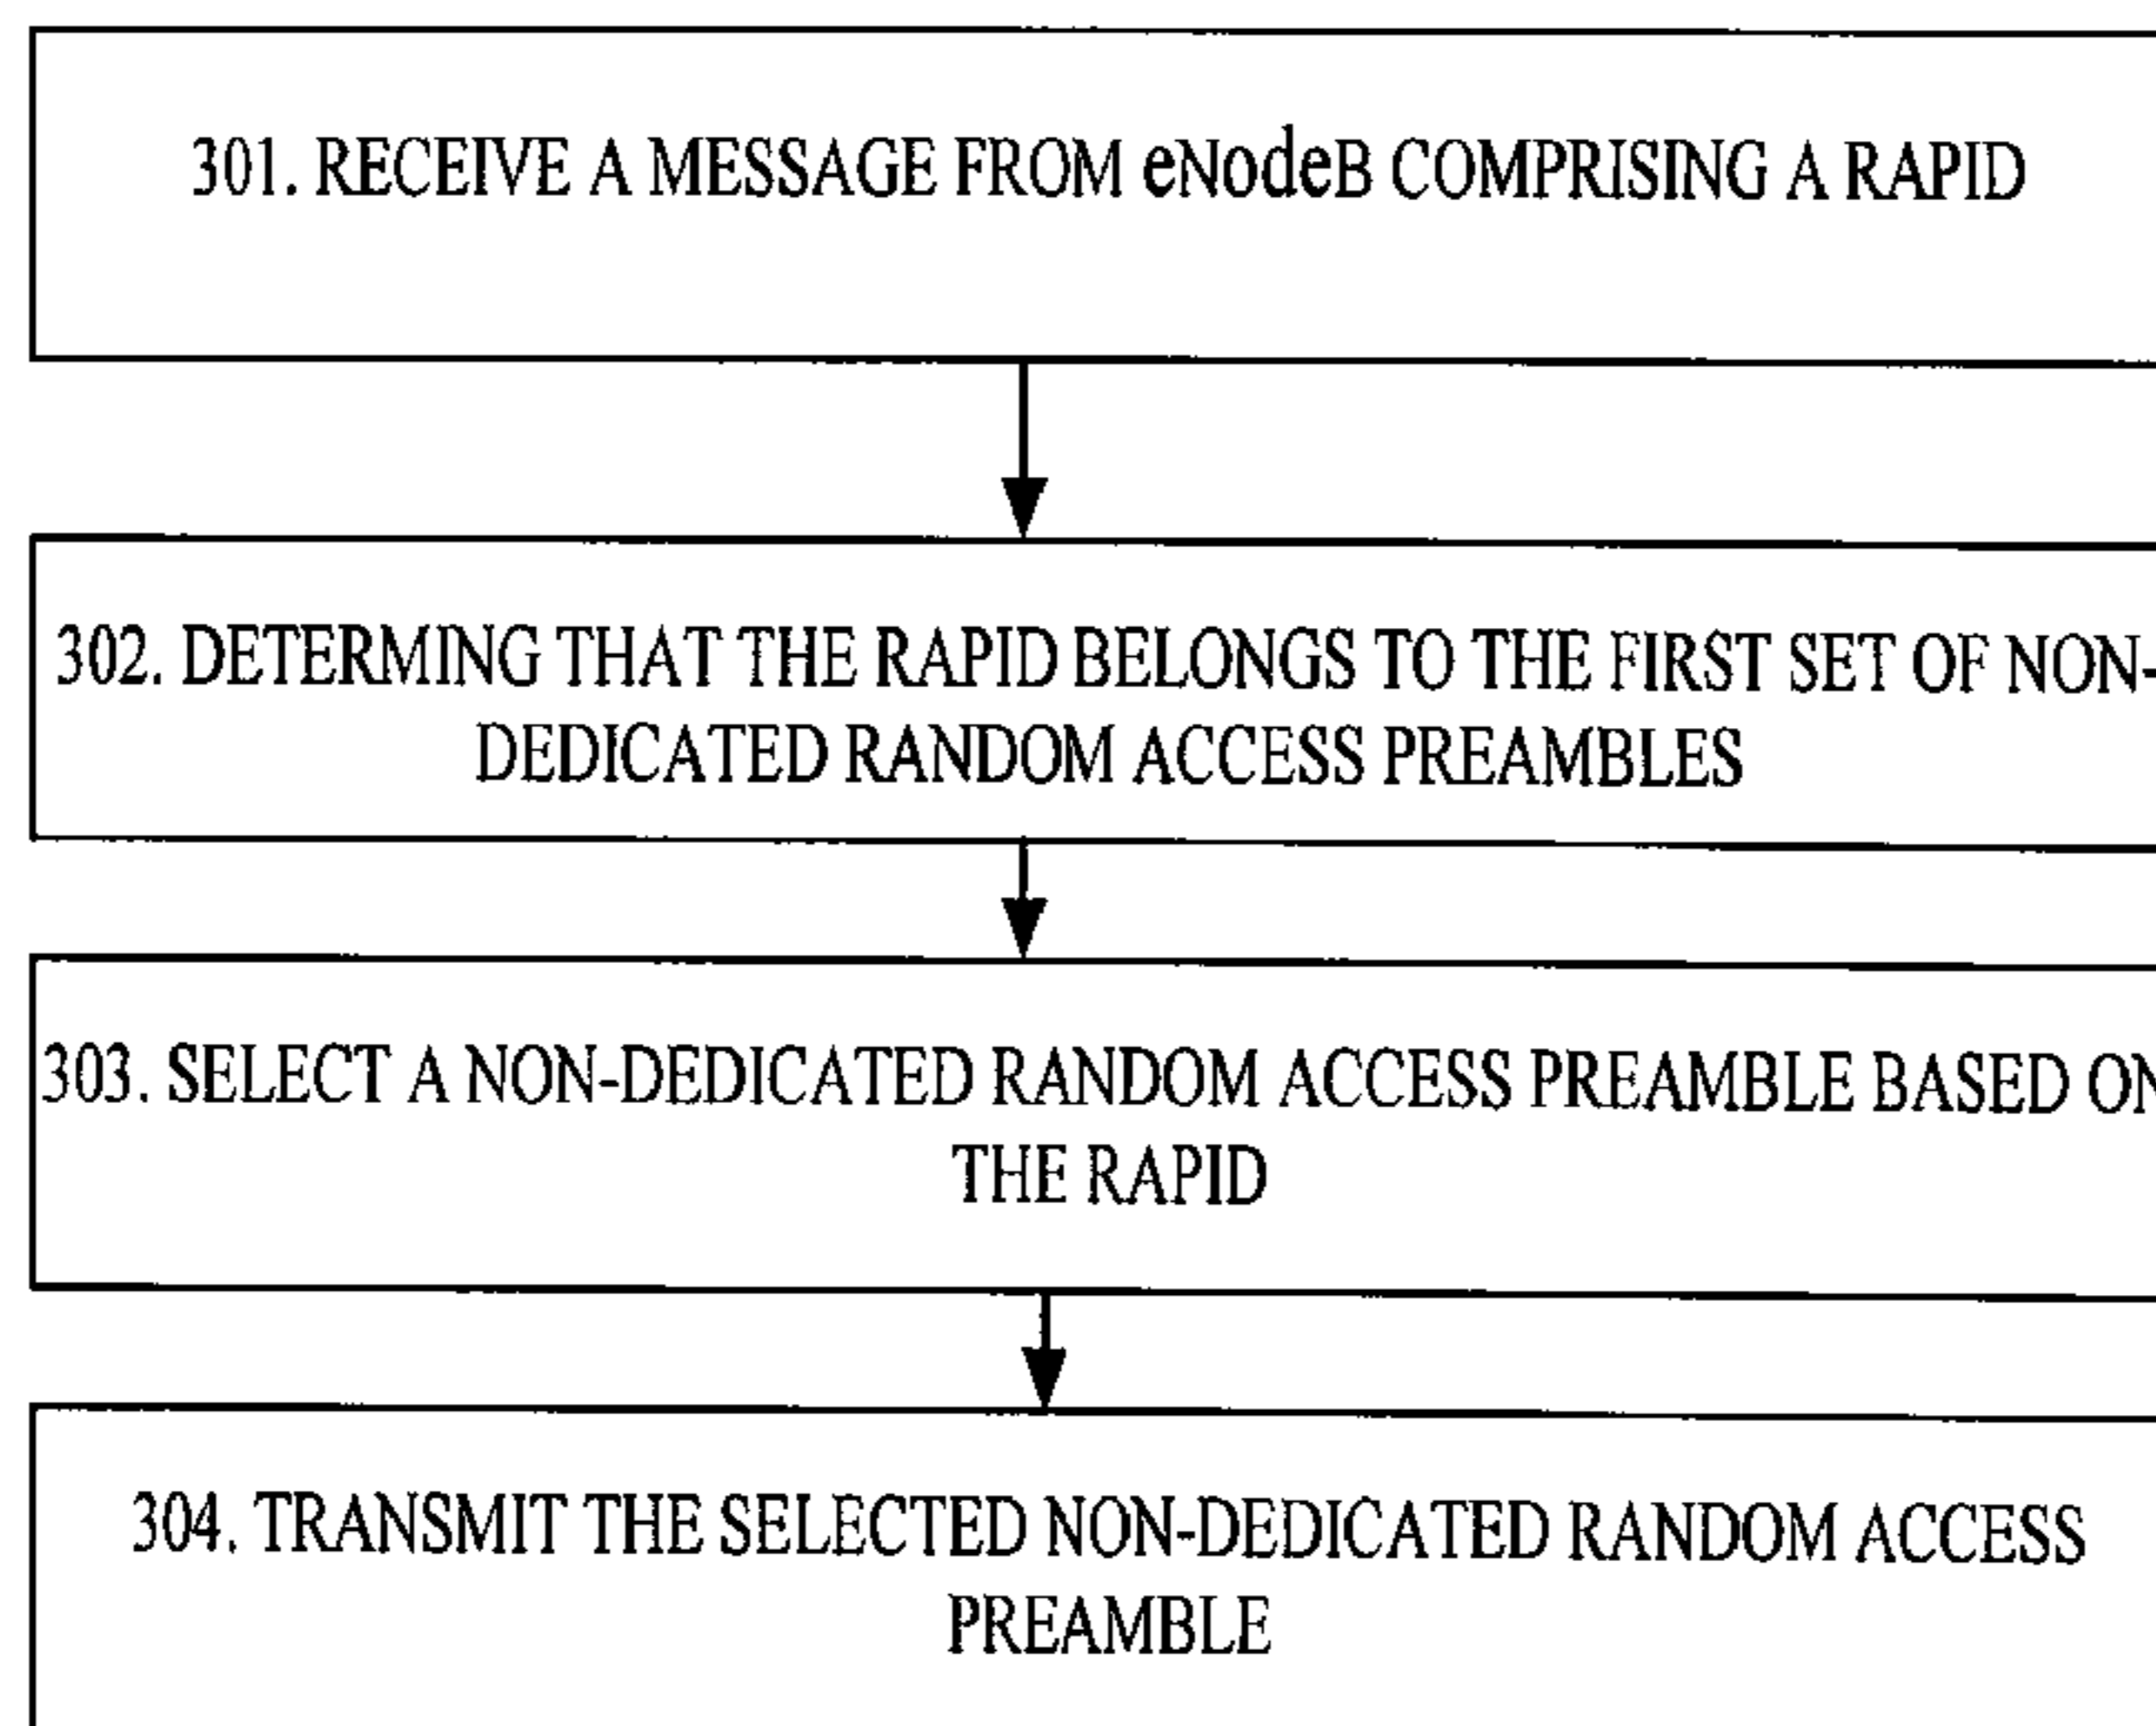 301. RECEIVE A MESSAGE FROM eNodeB COMPRISING A RAPID
302. DETERMING THAT THE RAPID BELONGS TO THE FIRST SET OF NON-
DEDICATED RANDOM ACCESS PREAMBLES
303. SELECT A NON-DEDICATED RANDOM ACCESS PREAMBLE BASED ON
THE RAPID
304. TRANSMIT THE SELECTED NON-DEDICATED RANDOM ACCESS
PREAMBLE